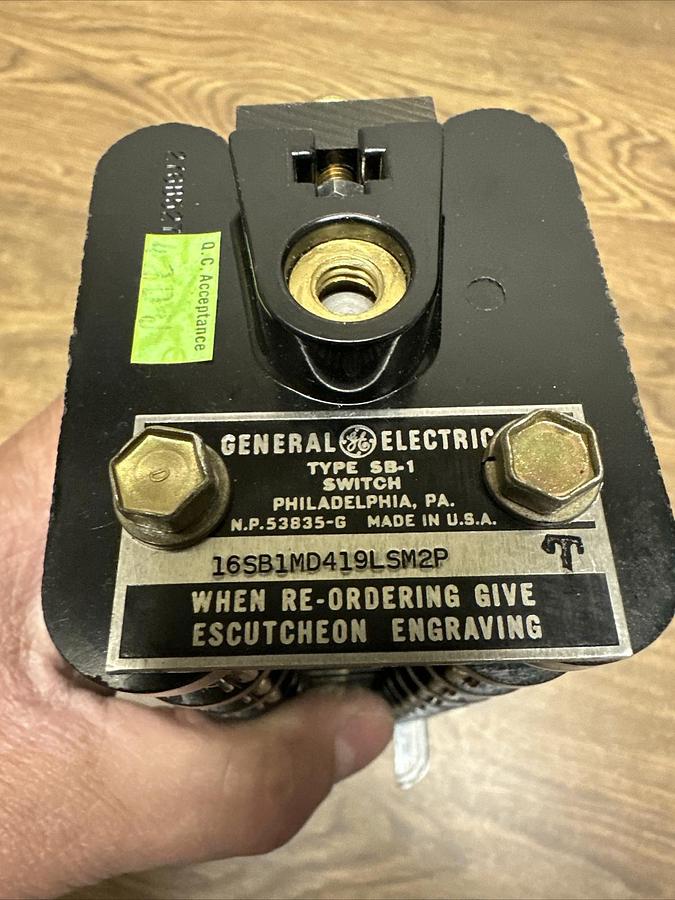 Q.C. Acceptance
GENERAL GE ELECTRIC
TYPE SB-1
SWITCH
PHILADELPHIA, PA.
N.P.53835-G MADE IN U.S.A.
16SB1MD419LSM2P
T
WHEN RE-ORDERING GIVE
ESCUTCHEON ENGRAVING